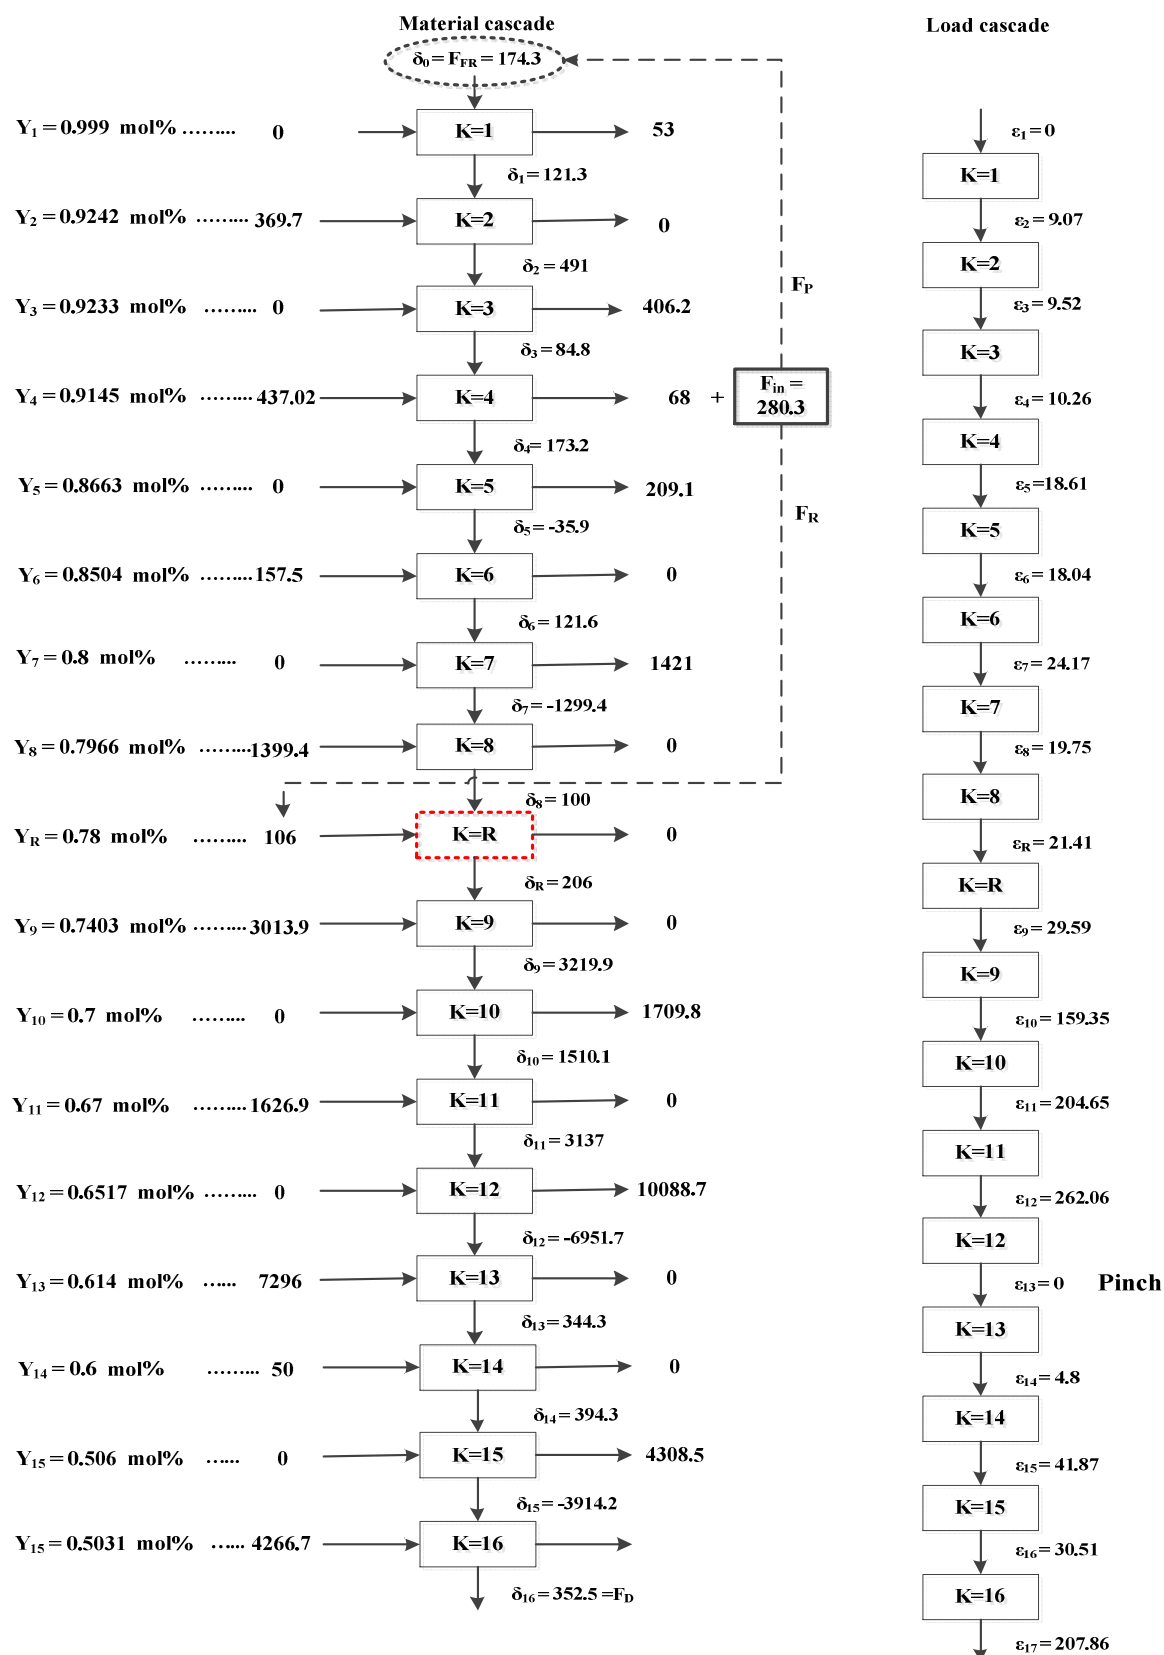 Material cascade
Load cascade
δ0 = FFR = 174.3
Y1 = 0.999 mol% ......... 0
K=1
53
ε1 = 0
δ1 = 121.3
K=1
Y2 = 0.9242 mol% ......... 369.7
K=2
0
ε2 = 9.07
δ2 = 491
K=2
FP
Y3 = 0.9233 mol% ......... 0
K=3
406.2
ε3 = 9.52
δ3 = 84.8
K=3
Y4 = 0.9145 mol% ......... 437.02
K=4
68 +
Fin =
280.3
ε4 = 10.26
δ4 = 173.2
K=4
Y5 = 0.8663 mol% ......... 0
K=5
209.1
ε5 =18.61
FR
δ5 = -35.9
K=5
Y6 = 0.8504 mol% .........157.5
K=6
0
ε6 = 18.04
δ6 = 121.6
K=6
Y7 = 0.8 mol% ......... 0
K=7
1421
ε7 = 24.17
δ7 = -1299.4
K=7
Y8 = 0.7966 mol% .........1399.4
K=8
0
ε8 = 19.75
δ8 = 100
K=8
YR = 0.78 mol% ......... 106
K=R
0
εR = 21.41
δR = 206
K=R
Y9 = 0.7403 mol% ......... 3013.9
K=9
0
ε9 = 29.59
δ9 = 3219.9
K=9
Y10 = 0.7 mol% ......... 0
K=10
1709.8
ε10 = 159.35
δ10 = 1510.1
K=10
Y11 = 0.67 mol% .........1626.9
K=11
0
ε11 = 204.65
δ11 = 3137
K=11
Y12 = 0.6517 mol% ......... 0
K=12
10088.7
ε12 = 262.06
δ12 = -6951.7
K=12
Y13 = 0.614 mol% ...... 7296
K=13
0
ε13 = 0 Pinch
δ13 = 344.3
K=13
Y14 = 0.6 mol% ......... 50
K=14
0
ε14 = 4.8
δ14 = 394.3
K=14
Y15 = 0.506 mol% ...... 0
K=15
4308.5
ε15 = 41.87
δ15 = -3914.2
K=15
Y15 = 0.5031 mol% ...... 4266.7
K=16
ε16 = 30.51
δ16 = 352.5 =FD
K=16
ε17 = 207.86